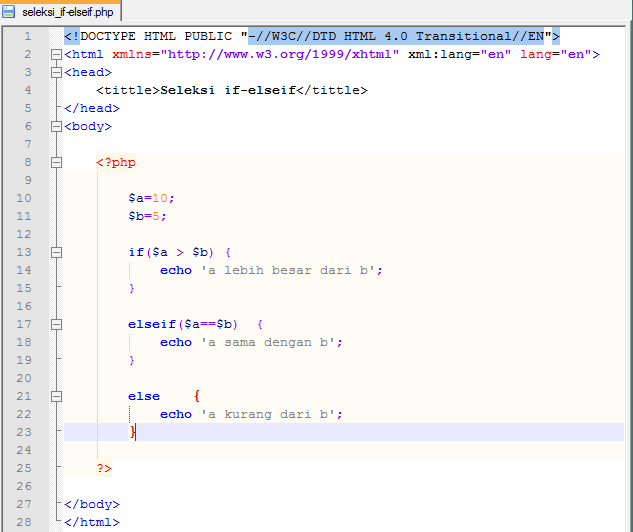 seleksi_if-elseif.php
1 <!DOCTYPE HTML PUBLIC "-//W3C//DTD HTML 4.0 Transitional//EN">
2 <html xmlns="http://www.w3.org/1999/xhtml" xml:lang="en" lang="en">
3 <head>
4 <tittle>Seleksi if-elseif</tittle>
5 </head>
6 <body>
7
8 <?php
9
10 $a=10;
11 $b=5;
12
13 if($a > $b) {
14 echo 'a lebih besar dari b';
15 }
16
17 elseif($a==$b) {
18 echo 'a sama dengan b';
19 }
20
21 else {
22 echo 'a kurang dari b';
23 }
24
25 ?>
26
27 </body>
28 </html>